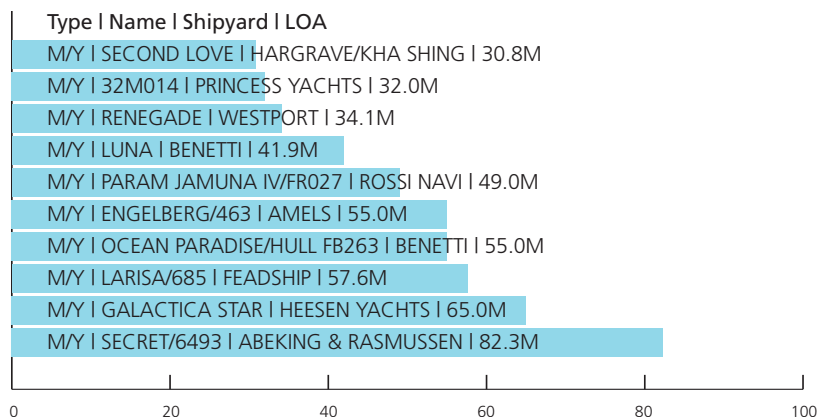 Type | Name | Shipyard | LOA
M/Y | SECOND LOVE | HARGRAVE/KHA SHING | 30.8M
M/Y | 32M014 | PRINCESS YACHTS | 32.0M
M/Y | RENEGADE | WESTPORT | 34.1M
M/Y | LUNA | BENETTI | 41.9M
M/Y | PARAM JAMUNA IV/FR027 | ROSSI NAVI | 49.0M
M/Y | ENGELBERG/463 | AMELS | 55.0M
M/Y | OCEAN PARADISE/HULL FB263 | BENETTI | 55.0M
M/Y | LARISA/685 | FEADSHIP | 57.6M
M/Y | GALACTICA STAR | HEESEN YACHTS | 65.0M
M/Y | SECRET/6493 | ABEKING & RASMUSSEN | 82.3M
0 20 40 60 80 100